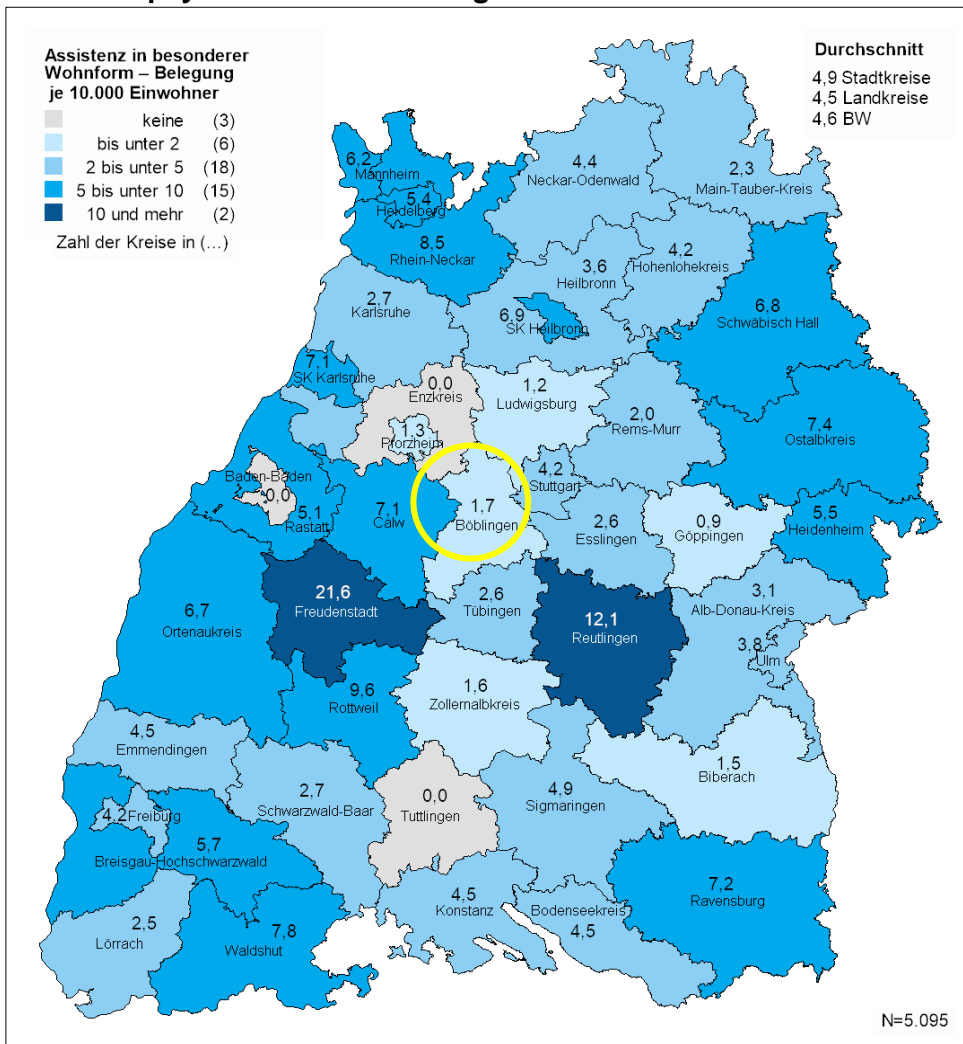 Assistenz in besonderer
Wohnform – Belegung
je 10.000 Einwohner
keine (3)
bis unter 2 (6)
2 bis unter 5 (18)
5 bis unter 10 (15)
10 und mehr (2)
Zahl der Kreise in (...)
Durchschnitt
4,9 Stadtkreise
4,5 Landkreise
4,6 BW
6,2
Mannheim
5,4
Heidelberg
8,5
Rhein-Neckar
4,4
Neckar-Odenwald
2,3
Main-Tauber-Kreis
3,6
Heilbronn
4,2
Hohenlohekreis
6,9
SK Heilbronn
6,8
Schwäbisch Hall
2,7
Karlsruhe
7,1
SK Karlsruhe
0,0
Enzkreis
1,3
Pforzheim
1,2
Ludwigsburg
2,0
Rems-Murr
7,4
Ostalbkreis
Baden-Baden
0,0
5,1
Rastatt
7,1
Calw
1,7
Böblingen
4,2
Stuttgart
2,6
Esslingen
0,9
Göppingen
5,5
Heidenheim
21,6
Freudenstadt
6,7
Ortenaukreis
2,6
Tübingen
12,1
Reutlingen
3,1
Alb-Donau-Kreis
3,8
Ulm
9,6
Rottweil
1,6
Zollernalbkreis
4,5
Emmendingen
2,7
Schwarzwald-Baar
0,0
Tuttlingen
4,9
Sigmaringen
1,5
Biberach
4,2 Freiburg
5,7
Breisgau-Hochschwarzwald
4,5
Konstanz
Bodenseekreis
4,5
7,2
Ravensburg
2,5
Lörrach
7,8
Waldshut
N=5.095